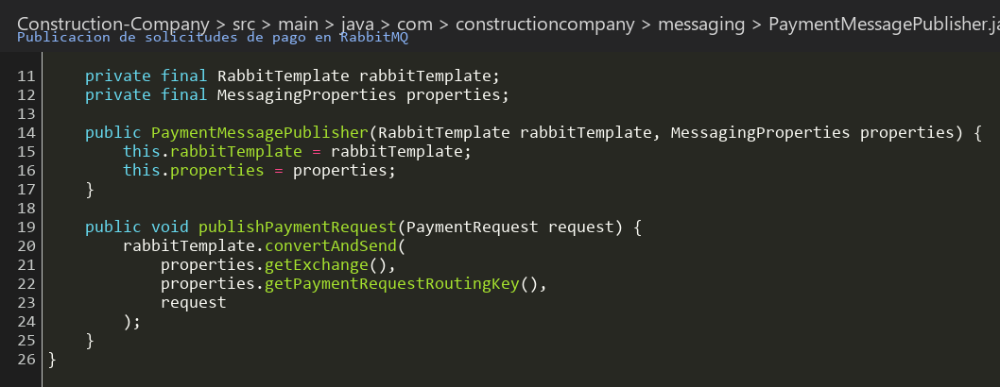 Construction-Company > src > main > java > com > constructioncompany > messaging > PaymentMessagePublisher.ja
Publicacion de solicitudes de pago en RabbitMQ
11     private final RabbitTemplate rabbitTemplate;
12     private final MessagingProperties properties;
13
14     public PaymentMessagePublisher(RabbitTemplate rabbitTemplate, MessagingProperties properties) {
15         this.rabbitTemplate = rabbitTemplate;
16         this.properties = properties;
17     }
18
19     public void publishPaymentRequest(PaymentRequest request) {
20         rabbitTemplate.convertAndSend(
21             properties.getExchange(),
22             properties.getPaymentRequestRoutingKey(),
23             request
24         );
25     }
26 }